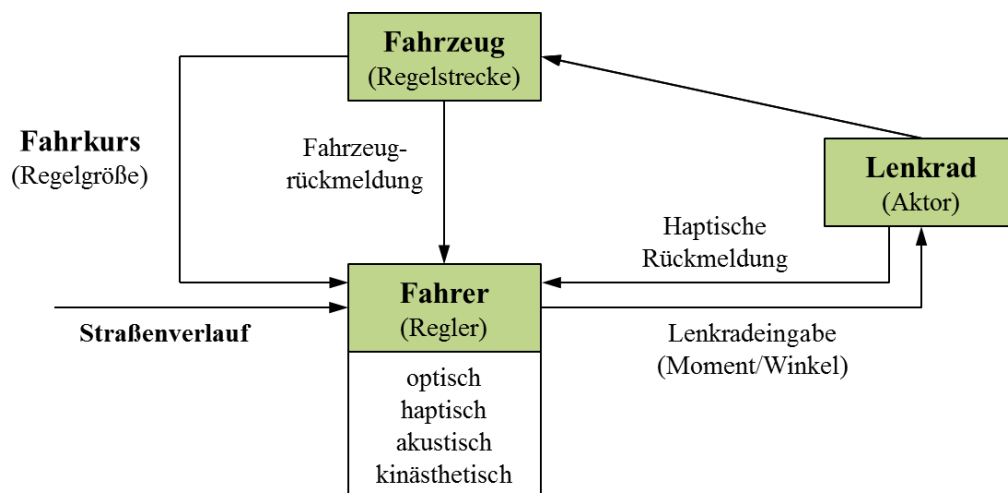 Fahrzeug
(Regelstrecke)
Fahrkurs
(Regelgröße)
Fahrzeug-
rückmeldung
Lenkrad
(Aktor)
Haptische
Rückmeldung
Fahrer
(Regler)
Straßenverlauf
Lenkradeingabe
(Moment/Winkel)
optisch
haptisch
akustisch
kinästhetisch